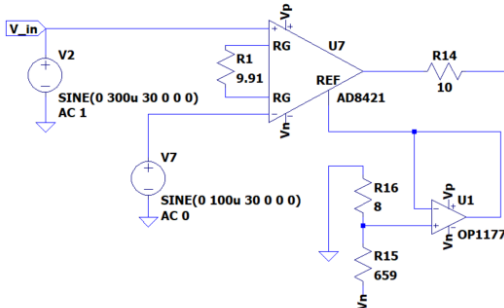 V_in
Vp
V2
SINE(0 300u 30 0 0 0)
AC 1
R1
9.91
RG
RG
U7
REF
AD8421
Vn
R14
10
V7
SINE(0 100u 30 0 0 0)
AC 0
R16
8
R15
659
Vn
Vp
U1
Vn
OP1177